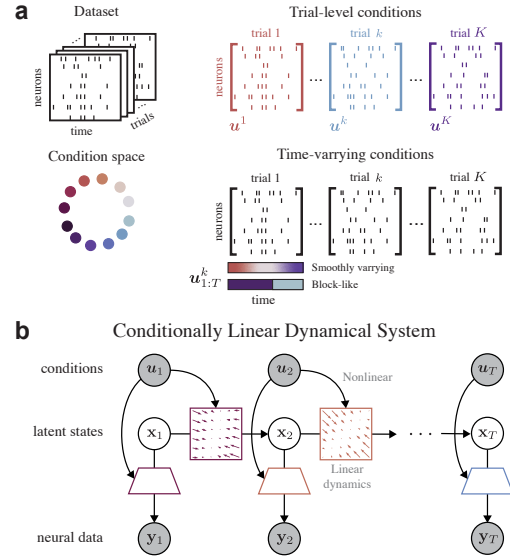 a
Dataset
Trial-level conditions
neurons
time
trials
neurons
trial 1
trial k
trial K
...
...
u^1
u^k
u^K
Condition space
Time-varrying conditions
neurons
trial 1
trial k
trial K
...
...
u^k_{1:T}
Smoothly varying
Block-like
time
b
Conditionally Linear Dynamical System
conditions
u_1
u_2
u_T
Nonlinear
latent states
x_1
x_2
. . .
x_T
Linear
dynamics
neural data
y_1
y_2
y_T